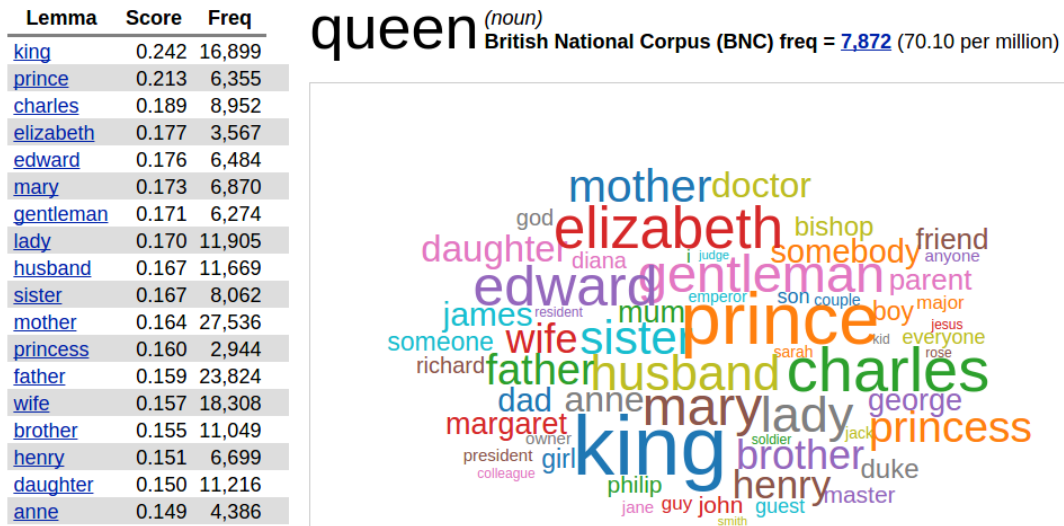 Lemma Score Freq
king 0.242 16,899
prince 0.213 6,355
charles 0.189 8,952
elizabeth 0.177 3,567
edward 0.176 6,484
mary 0.173 6,870
gentleman 0.171 6,274
lady 0.170 11,905
husband 0.167 11,669
sister 0.167 8,062
mother 0.164 27,536
princess 0.160 2,944
father 0.159 23,824
wife 0.157 18,308
brother 0.155 11,049
henry 0.151 6,699
daughter 0.150 11,216
anne 0.149 4,386
queen (noun)
British National Corpus (BNC) freq = 7,872 (70.10 per million)
mother doctor
god elizabeth bishop
daughter diana i judge somebody friend
anyone
edward gentleman parent
emperor son couple
james resident mum prince boy major
someone wife sister jesus
kid everyone
richard father husband sarah charles rose
dad anne mary lady george
margaret king jack princess
owner soldier
president girl brother duke
colleague philip henry master
jane guy john guest
smith